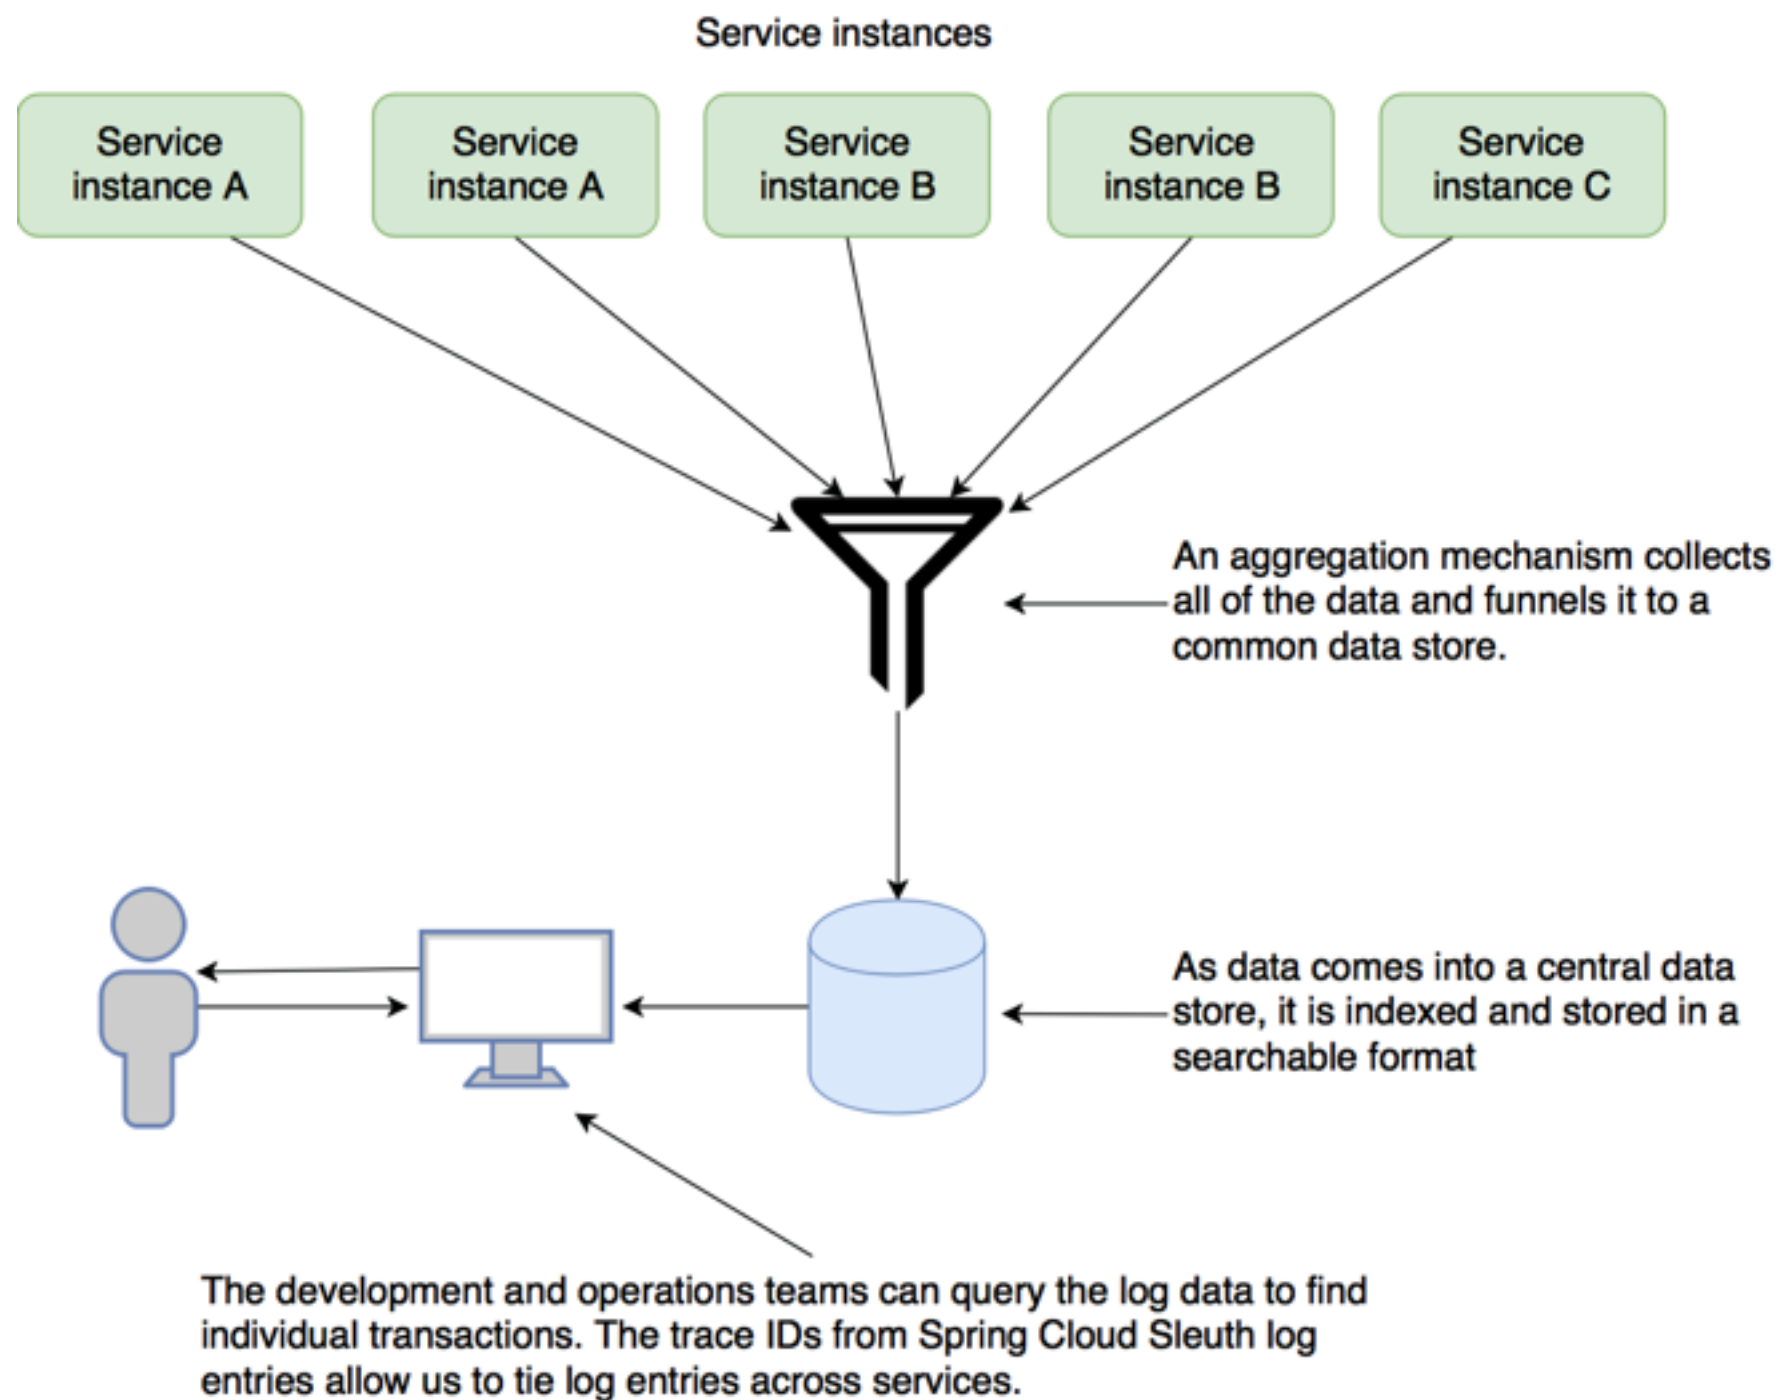 Service instances
Service
instance A
Service
instance A
Service
instance B
Service
instance B
Service
instance C
An aggregation mechanism collects
all of the data and funnels it to a
common data store.
As data comes into a central data
store, it is indexed and stored in a
searchable format
The development and operations teams can query the log data to find
individual transactions. The trace IDs from Spring Cloud Sleuth log
entries allow us to tie log entries across services.